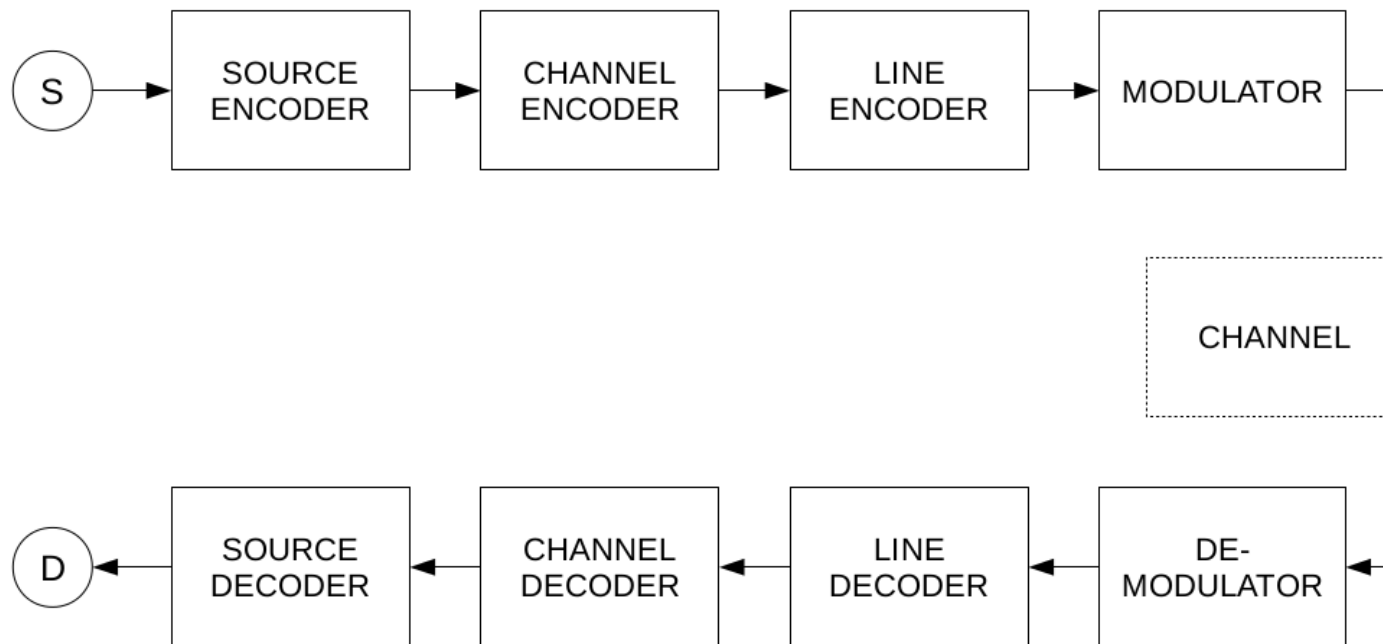 S
SOURCE
ENCODER
CHANNEL
ENCODER
LINE
ENCODER
MODULATOR
CHANNEL
D
SOURCE
DECODER
CHANNEL
DECODER
LINE
DECODER
DE-
MODULATOR